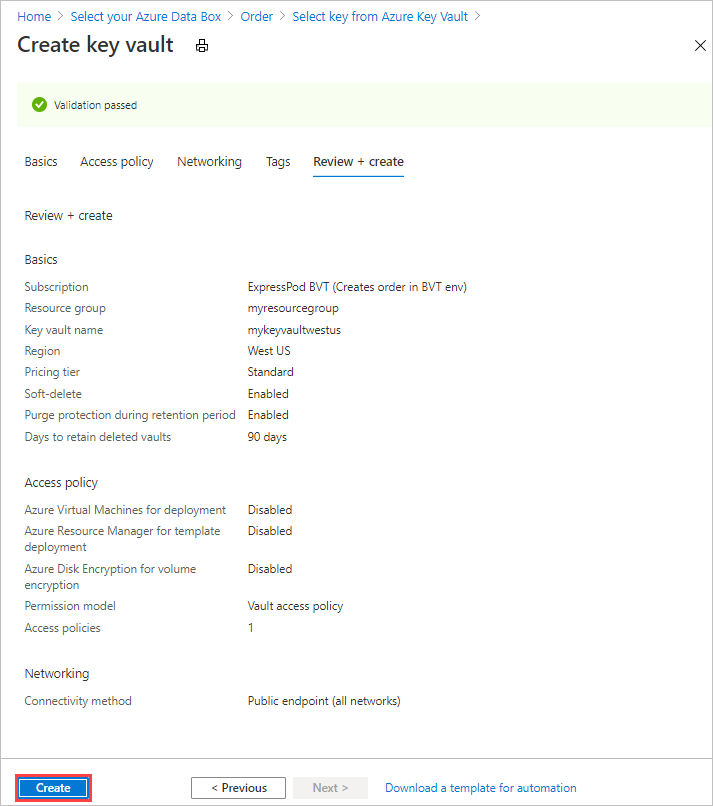 Home > Select your Azure Data Box > Order > Select key from Azure Key Vault >
Create key vault
Validation passed
Basics Access policy Networking Tags Review + create
Review + create
Basics
Subscription ExpressPod BVT (Creates order in BVT env)
Resource group myresourcegroup
Key vault name mykeyvaultwestus
Region West US
Pricing tier Standard
Soft-delete Enabled
Purge protection during retention period Enabled
Days to retain deleted vaults 90 days
Access policy
Azure Virtual Machines for deployment Disabled
Azure Resource Manager for template Disabled
deployment
Azure Disk Encryption for volume Disabled
encryption
Permission model Vault access policy
Access policies 1
Networking
Connectivity method Public endpoint (all networks)
Create < Previous Next > Download a template for automation